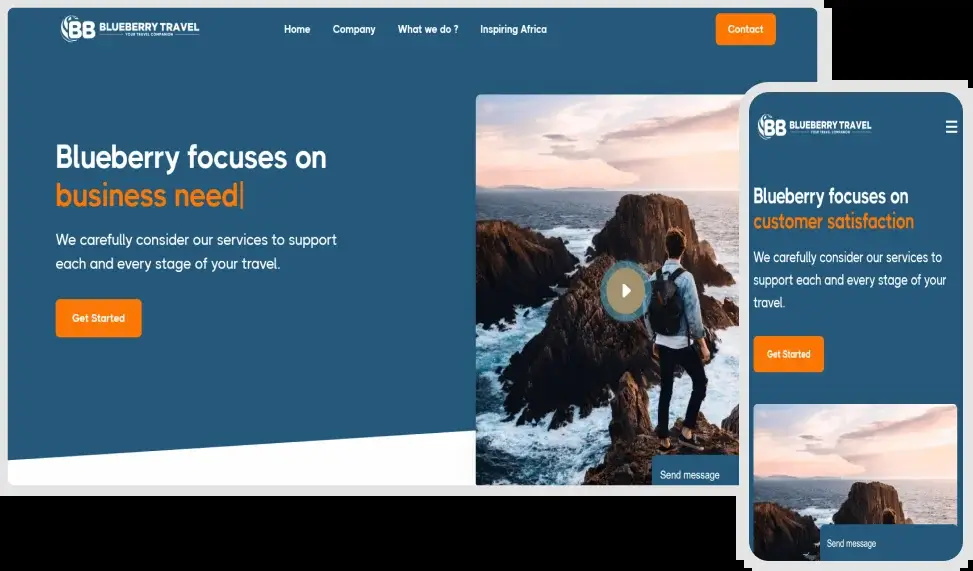 BB BLUEBERRY TRAVEL
YOUR TRAVEL COMPANION
Home Company What we do ? Inspiring Africa Contact
Blueberry focuses on
business need
We carefully consider our services to support
each and every stage of your travel.
Get Started
Send message
BB BLUEBERRY TRAVEL
YOUR TRAVEL COMPANION
Blueberry focuses on
customer satisfaction
We carefully consider our services to
support each and every stage of your
travel.
Get Started
Send message